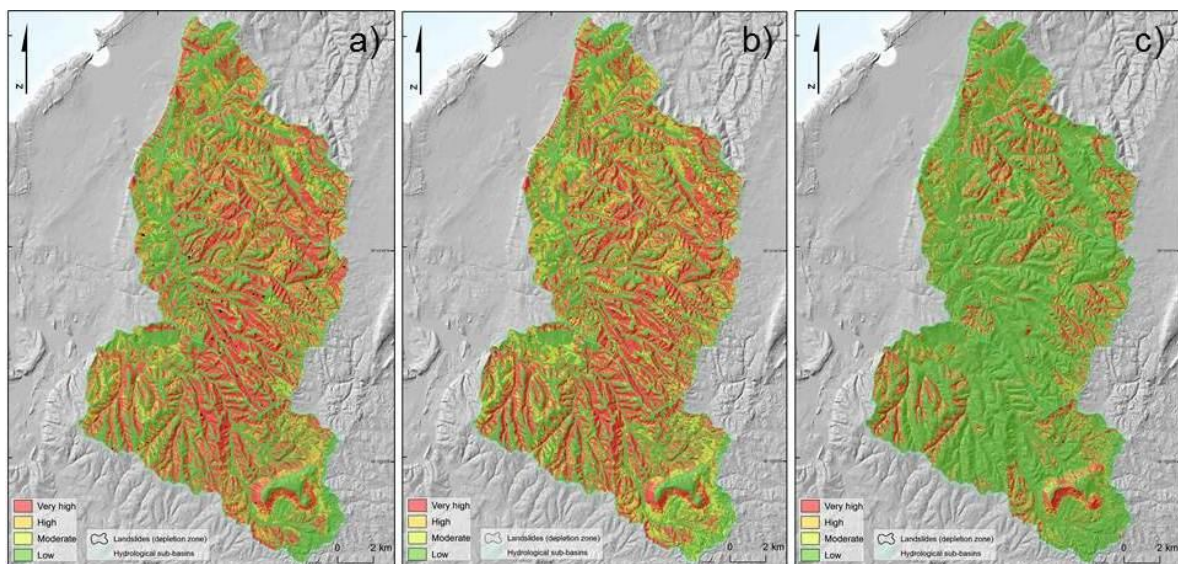 a)
N
Very high
High
Moderate
Low
Landslides (depletion zone)
Hydrological sub-basins
0 2 km
b)
N
Very high
High
Moderate
Low
Landslides (depletion zone)
Hydrological sub-basins
0 2 km
c)
N
Very high
High
Moderate
Low
Landslides (depletion zone)
Hydrological sub-basins
0 2 km